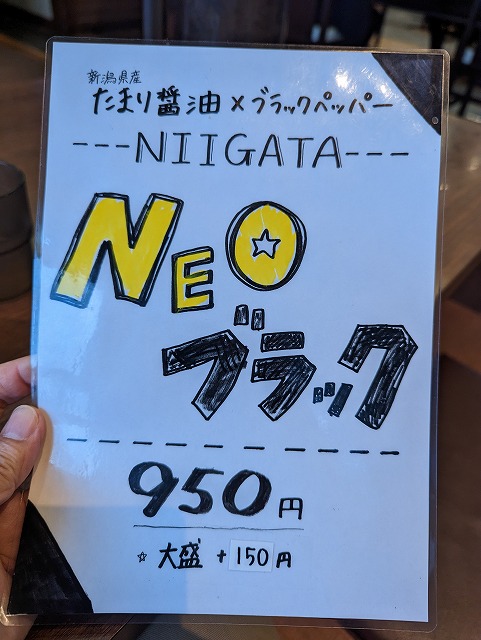 新潟県産
たまり醤油×ブラックペッパー
---NIIGATA---
NEO
ブラック
950円
☆ 大盛 +150円